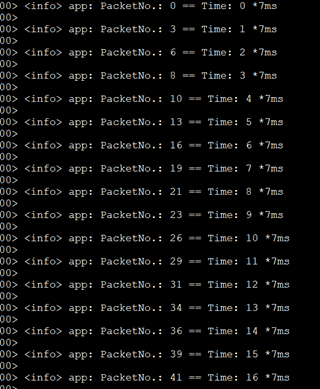 00> <info> app: PacketNo.: 0 == Time: 0 *7ms
00>
00> <info> app: PacketNo.: 3 == Time: 1 *7ms
00>
00> <info> app: PacketNo.: 6 == Time: 2 *7ms
00>
00> <info> app: PacketNo.: 8 == Time: 3 *7ms
00>
00> <info> app: PacketNo.: 10 == Time: 4 *7ms
00>
00> <info> app: PacketNo.: 13 == Time: 5 *7ms
00>
00> <info> app: PacketNo.: 16 == Time: 6 *7ms
00>
00> <info> app: PacketNo.: 19 == Time: 7 *7ms
00>
00> <info> app: PacketNo.: 21 == Time: 8 *7ms
00>
00> <info> app: PacketNo.: 23 == Time: 9 *7ms
00>
00> <info> app: PacketNo.: 26 == Time: 10 *7ms
00>
00> <info> app: PacketNo.: 29 == Time: 11 *7ms
00>
00> <info> app: PacketNo.: 31 == Time: 12 *7ms
00>
00> <info> app: PacketNo.: 34 == Time: 13 *7ms
00>
00> <info> app: PacketNo.: 36 == Time: 14 *7ms
00>
00> <info> app: PacketNo.: 39 == Time: 15 *7ms
00>
00> <info> app: PacketNo.: 41 == Time: 16 *7ms
00>